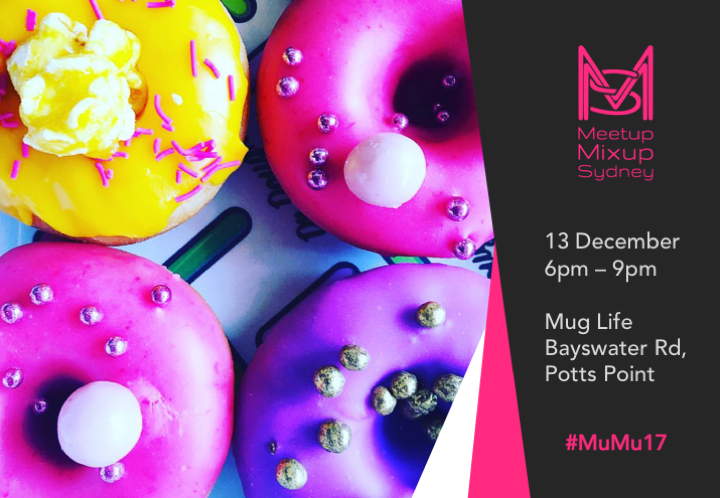 Meetup
Mixup
Sydney
13 December
6pm – 9pm
Mug Life
Bayswater Rd,
Potts Point
#MuMu17